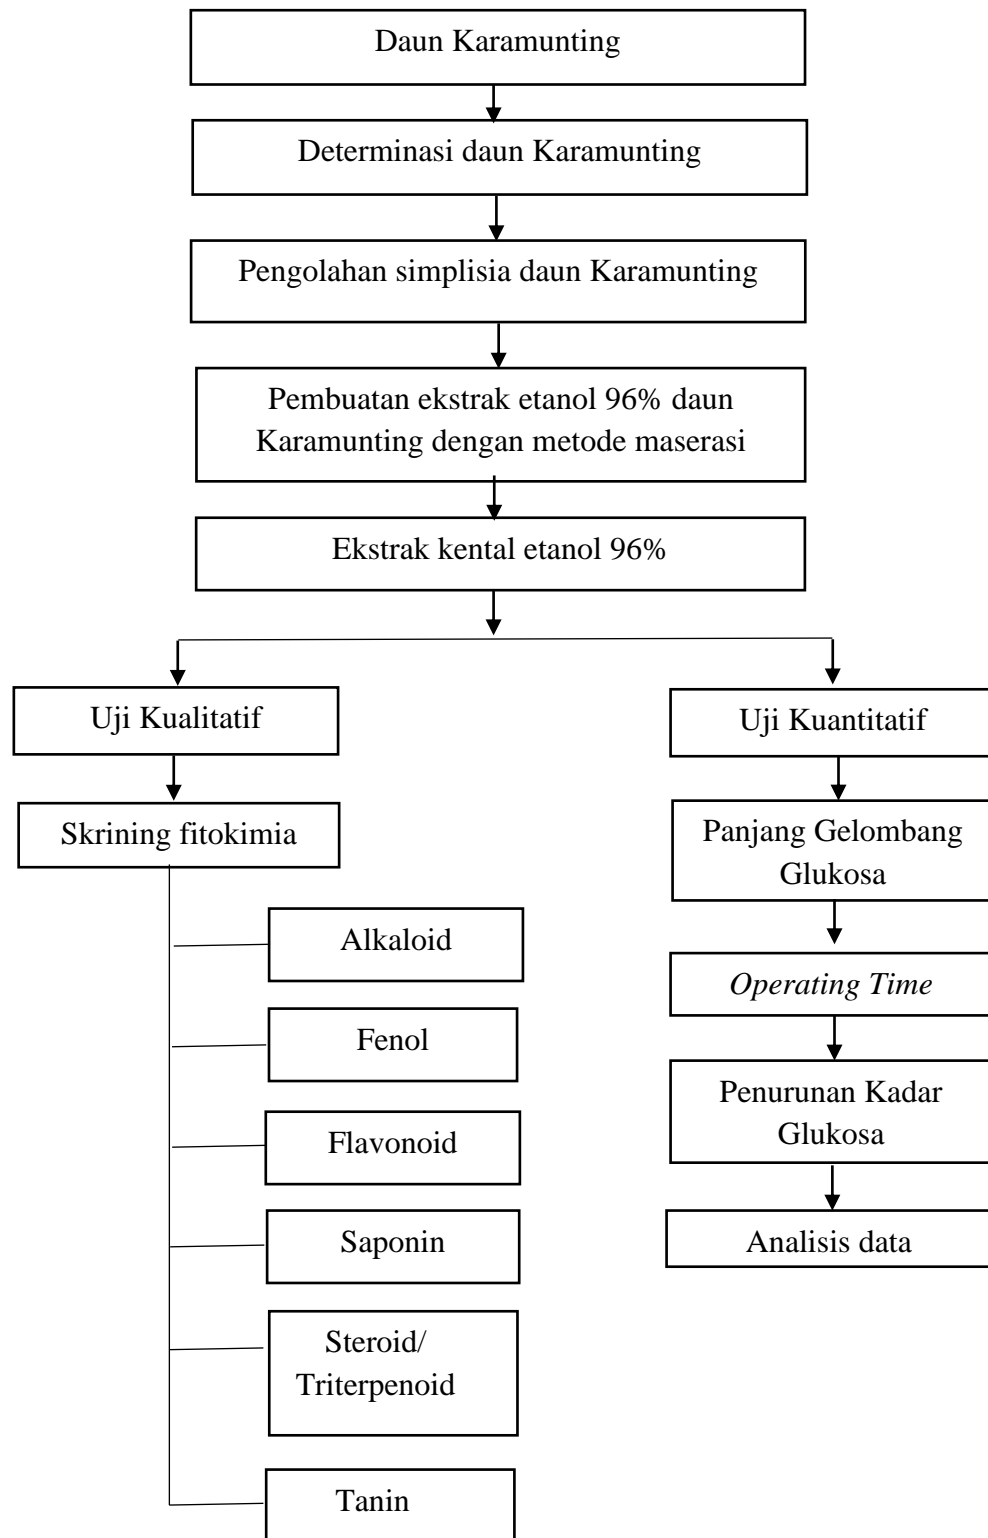 Daun Karamunting
Determinasi daun Karamunting
Pengolahan simplisia daun Karamunting
Pembuatan ekstrak etanol 96% daun
Karamunting dengan metode maserasi
Ekstrak kental etanol 96%
Uji Kualitatif
Skrining fitokimia
Alkaloid
Fenol
Flavonoid
Saponin
Steroid/
Triterpenoid
Tanin
Uji Kuantitatif
Panjang Gelombang
Glukosa
Operating Time
Penurunan Kadar
Glukosa
Analisis data